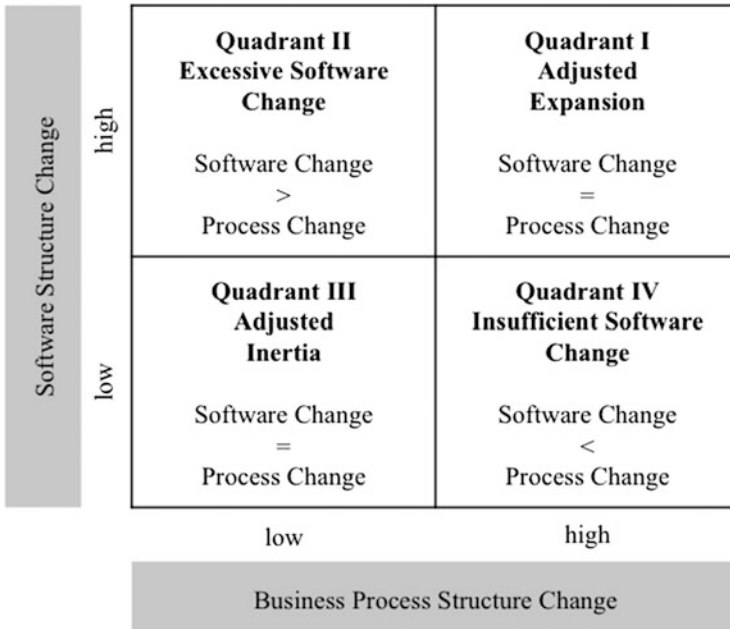 Software Structure Change
high
low
Quadrant II
Excessive Software
Change
Software Change
>
Process Change
Quadrant I
Adjusted
Expansion
Software Change
=
Process Change
Quadrant III
Adjusted
Inertia
Software Change
=
Process Change
Quadrant IV
Insufficient Software
Change
Software Change
<
Process Change
low
high
Business Process Structure Change